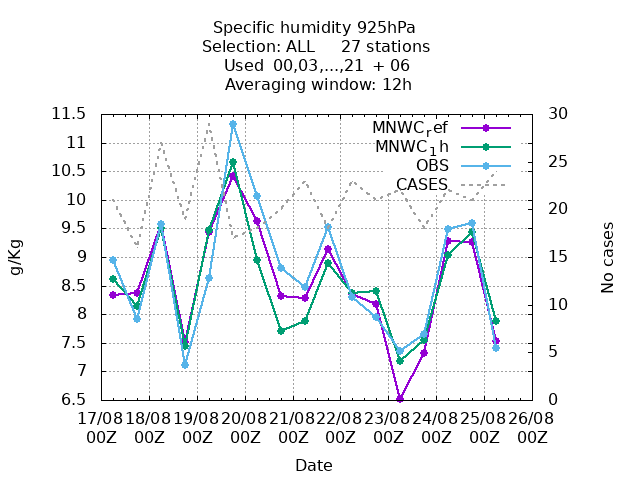 Specific humidity 925hPa
Selection: ALL 27 stations
Used 00,03,...,21 + 06
Averaging window: 12h
11.5
11
10.5
10
9.5
9
8.5
8
7.5
7
6.5
g/Kg
MNWCref
MNWC1h
OBS
CASES
30
25
20
15
10
5
0
No cases
17/08 18/08 19/08 20/08 21/08 22/08 23/08 24/08 25/08 26/08
00Z 00Z 00Z 00Z 00Z 00Z 00Z 00Z 00Z 00Z
Date